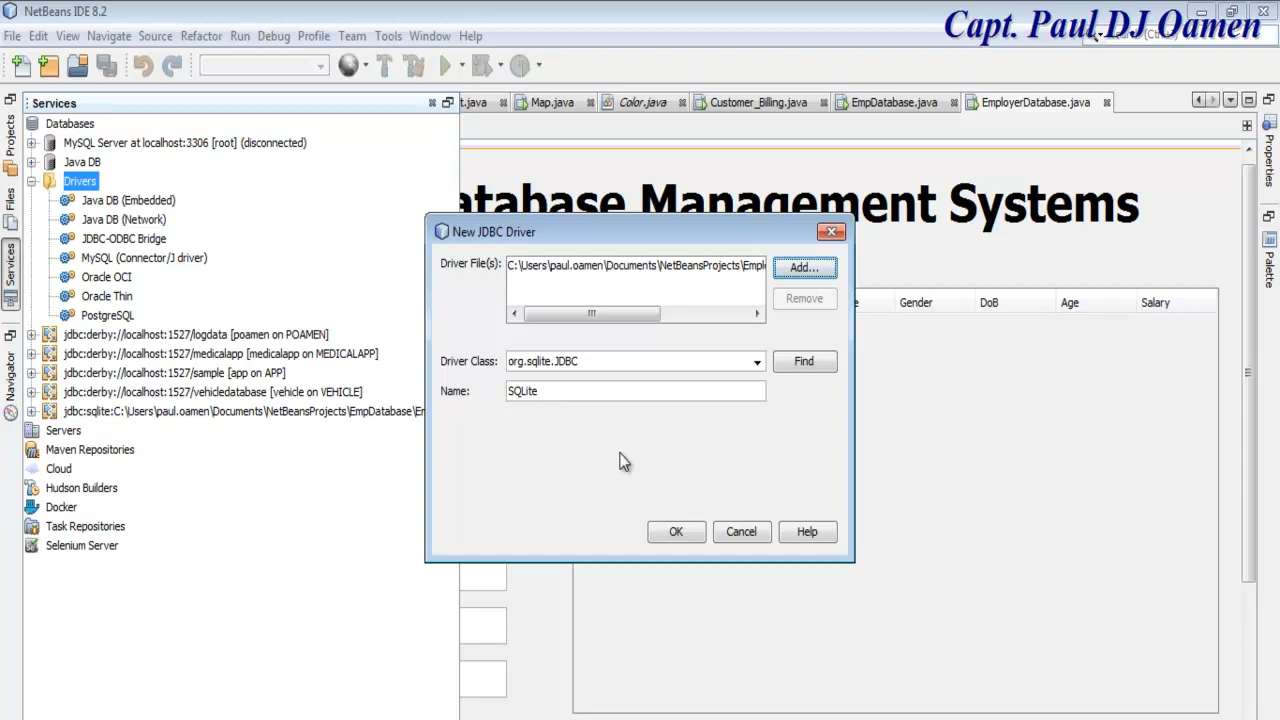 NetBeans IDE 8.2
Capt. Paul DJ Oamen
File Edit View Navigate Source Refactor Run Debug Profile Team Tools Window Help
Services
t.java
Map.java
Color.java
Customer_Billing.java
EmpDatabase.java
EmployerDatabase.java
Projects
Files
Services
Navigator
Properties
Palette
Databases
MySQL Server at localhost:3306 [root] (disconnected)
Java DB
Drivers
Java DB (Embedded)
Java DB (Network)
JDBC-ODBC Bridge
MySQL (Connector/J driver)
Oracle OCI
Oracle Thin
PostgreSQL
jdbc:derby://localhost:1527/logdata [poamen on POAMEN]
jdbc:derby://localhost:1527/medicalapp [medicalapp on MEDICALAPP]
jdbc:derby://localhost:1527/sample [app on APP]
jdbc:derby://localhost:1527/vehicledatabase [vehicle on VEHICLE]
jdbc:sqlite:C:\Users\paul.oamen\Documents\NetBeansProjects\EmpDatabase\E
Servers
Maven Repositories
Cloud
Hudson Builders
Docker
Task Repositories
Selenium Server
atabase Management Systems
e Gender DoB Age Salary
New JDBC Driver
Driver File(s): C:\Users\paul.oamen\Documents\NetBeansProjects\Empl
Add...
Remove
Driver Class: org.sqlite.JDBC
Find
Name: SQLite
OK Cancel Help